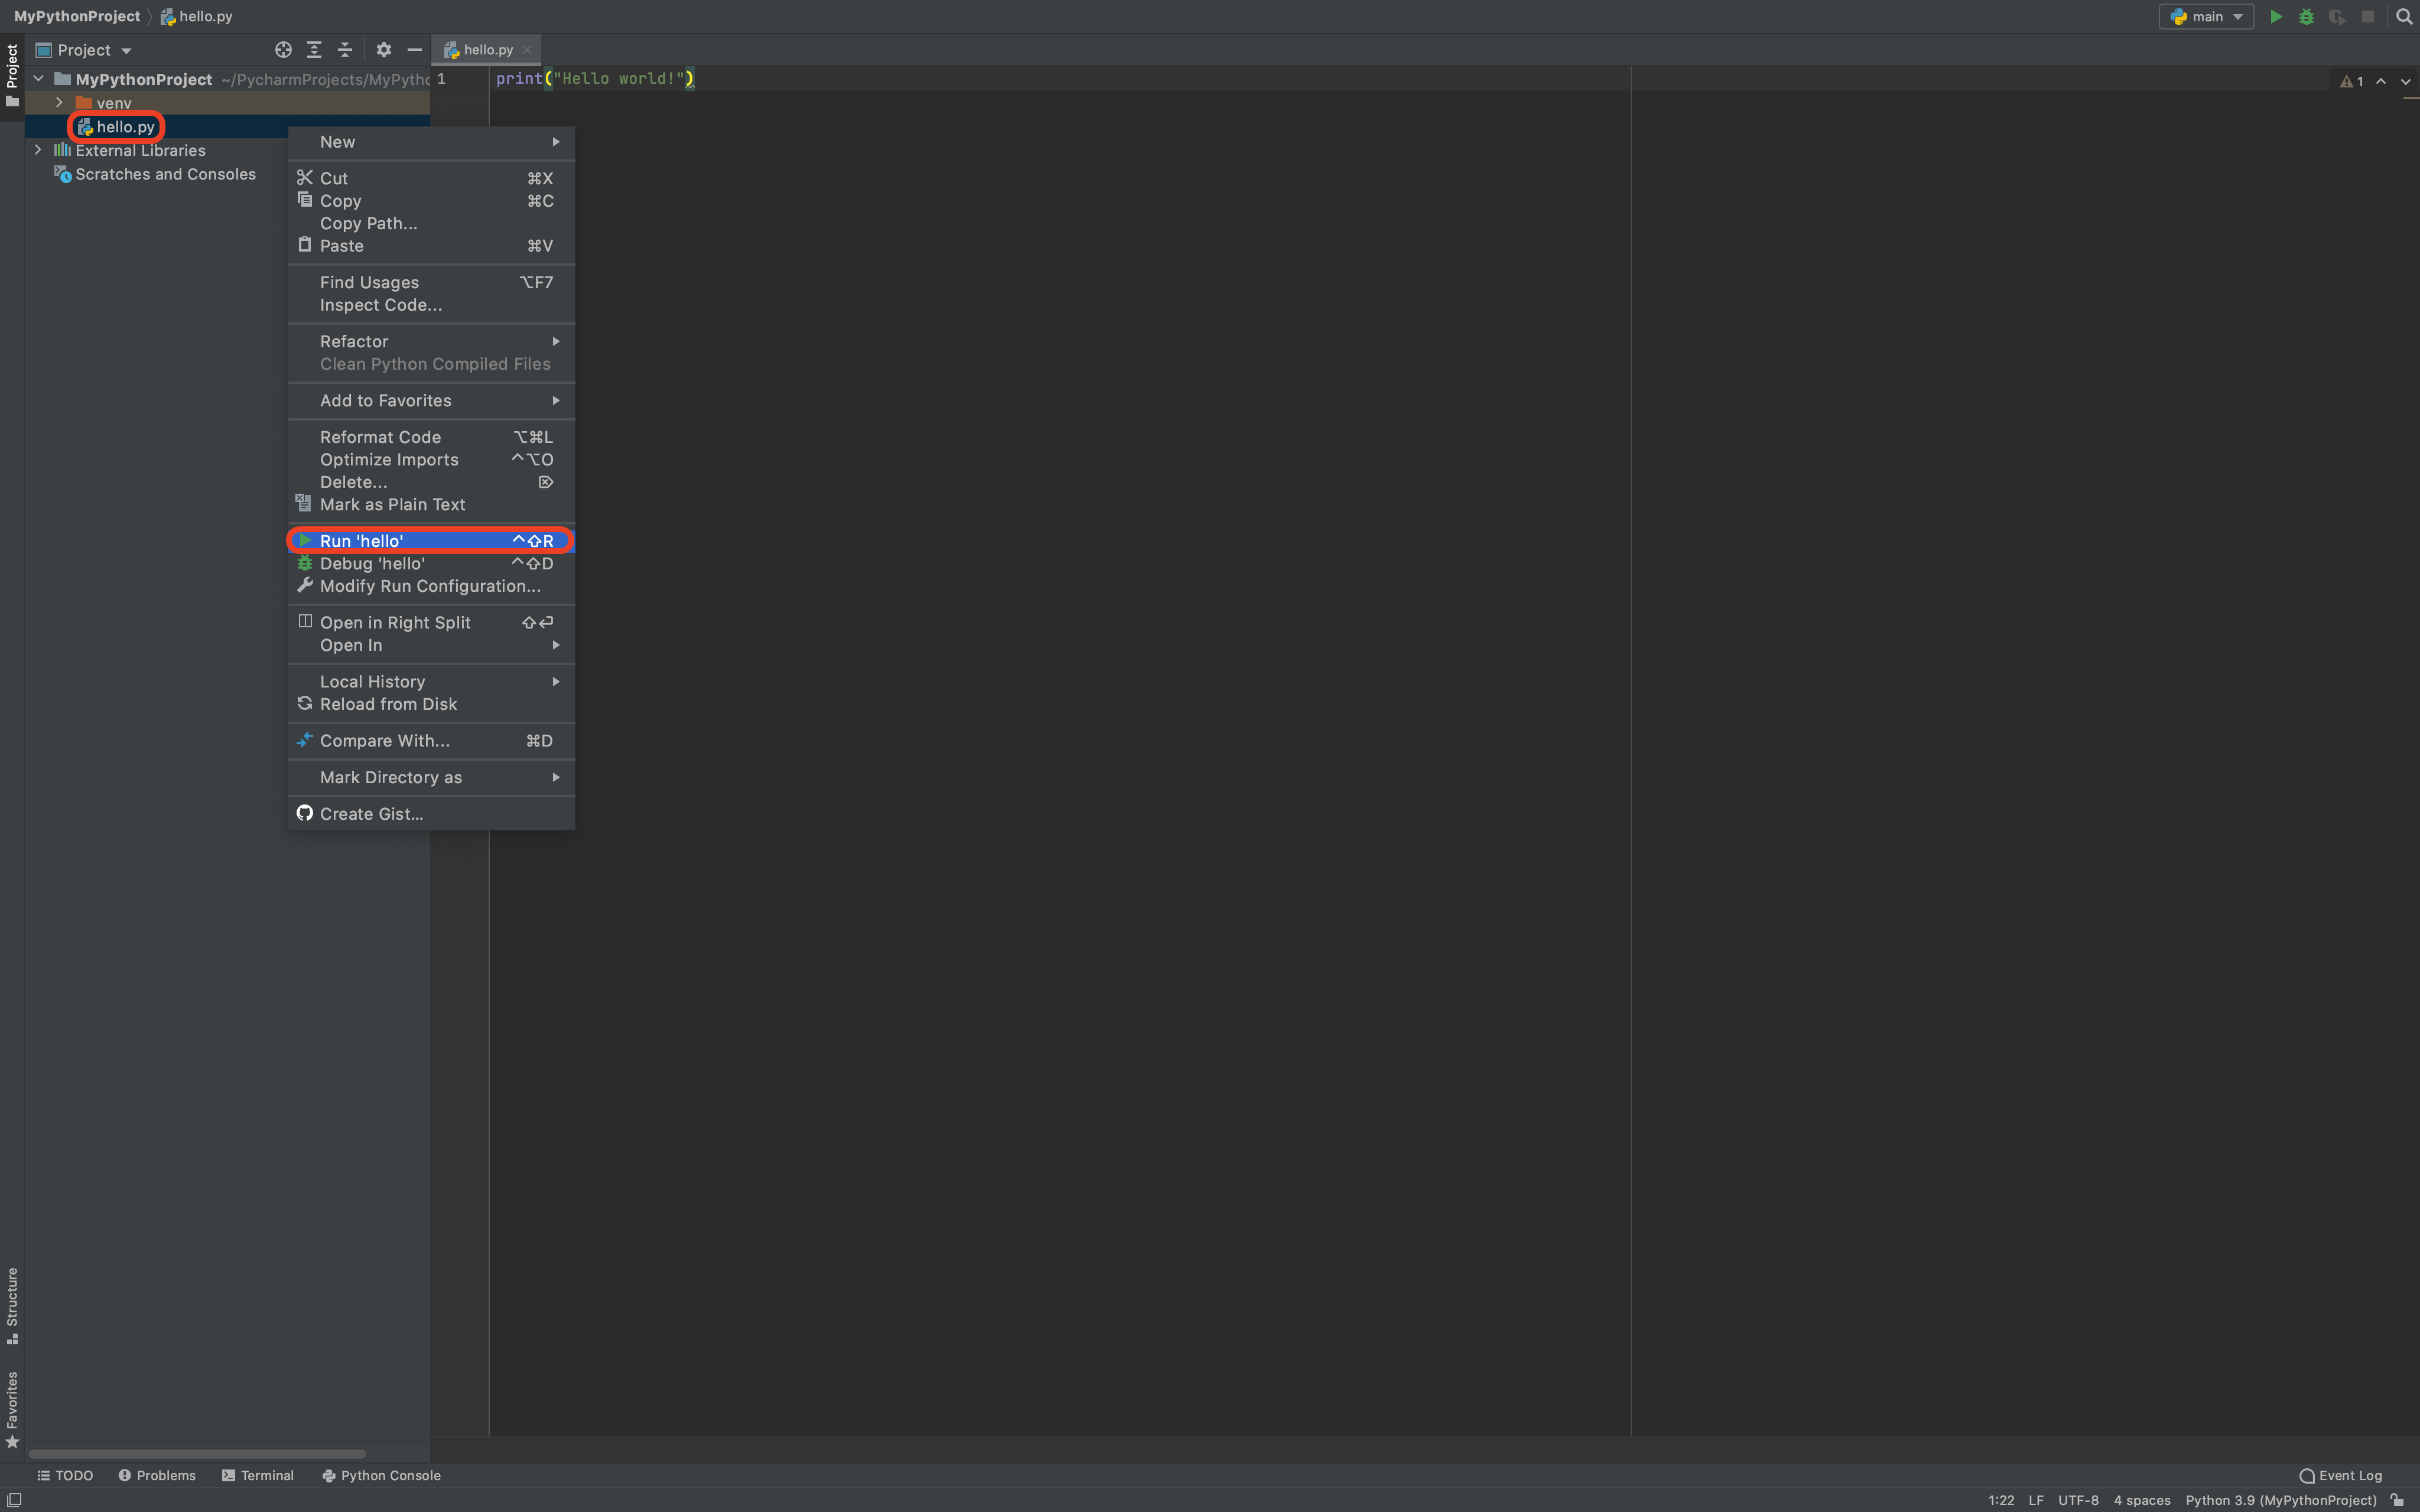 MyPythonProject hello.py
main
Project
Project
hello.py
MyPythonProject ~/PycharmProjects/MyPytho
1
print("Hello world!")
1
venv
hello.py
External Libraries
Scratches and Consoles
New
Cut ⌘X
Copy ⌘C
Copy Path...
Paste ⌘V
Find Usages ⌥F7
Inspect Code...
Refactor
Clean Python Compiled Files
Add to Favorites
Reformat Code ⌥⌘L
Optimize Imports ^⌥O
Delete... ⌦
Mark as Plain Text
Run 'hello' ^⇧R
Debug 'hello' ^⇧D
Modify Run Configuration...
Open in Right Split ⇧⏎
Open In
Local History
Reload from Disk
Compare With... ⌘D
Mark Directory as
Create Gist...
Structure
Favorites
TODO Problems Terminal Python Console Event Log
1:22 LF UTF-8 4 spaces Python 3.9 (MyPythonProject)